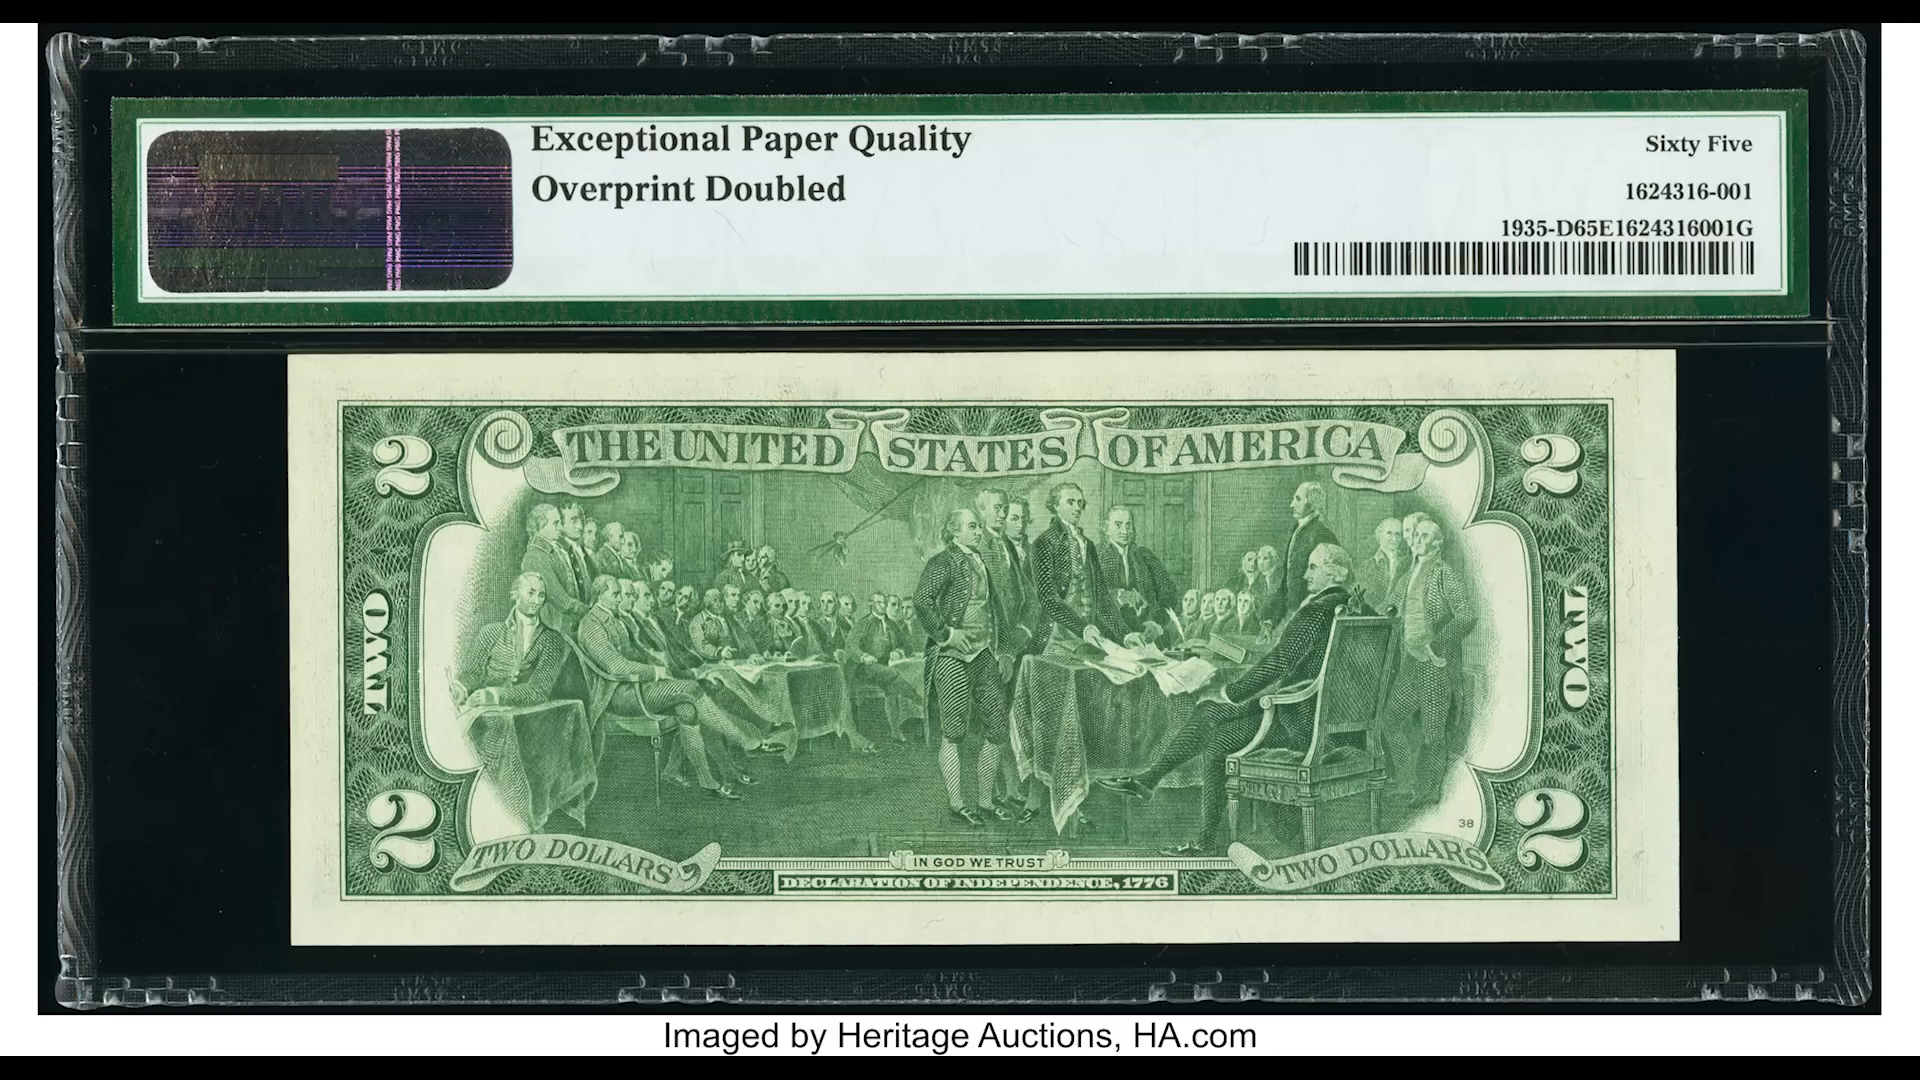 Exceptional Paper Quality
Overprint Doubled
Sixty Five
1624316-001
1935-D65E1624316001G
THE UNITED STATES OF AMERICA
2
2
TWO
TWO
2
2
38
TWO DOLLARS
IN GOD WE TRUST
TWO DOLLARS
DECLARATION OF INDEPENDENCE, 1776
Imaged by Heritage Auctions, HA.com